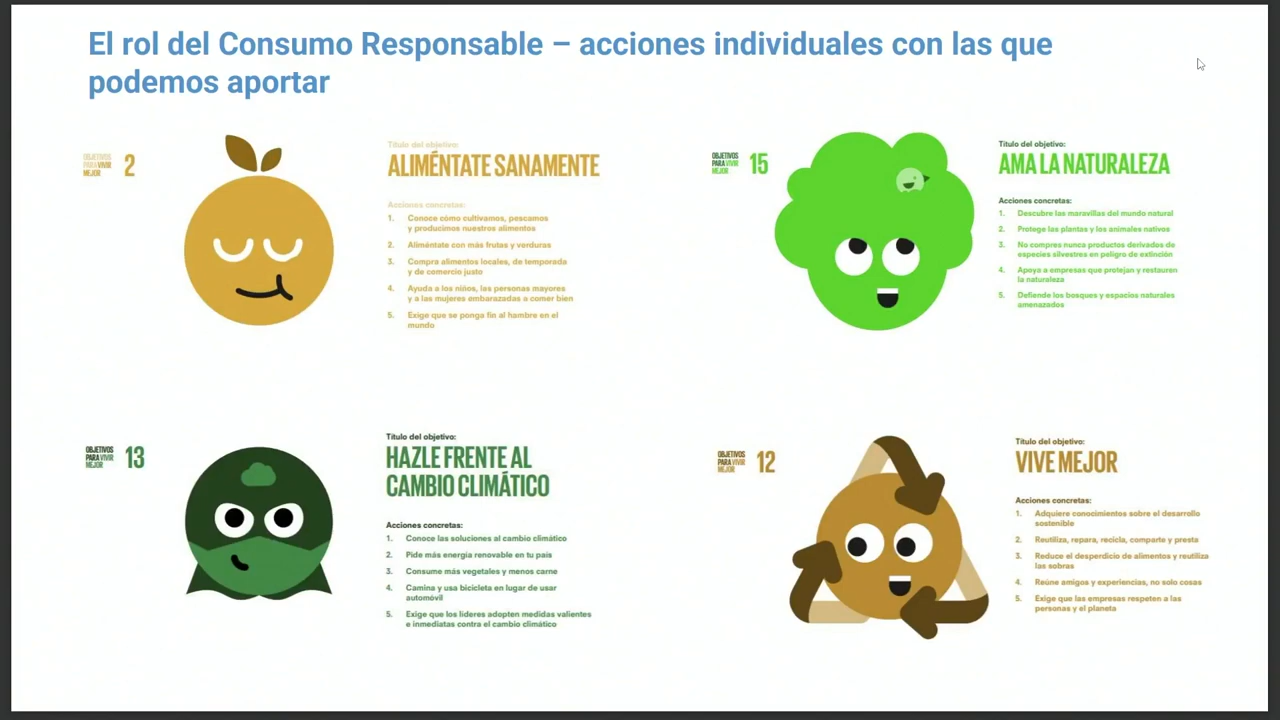 El rol del Consumo Responsable – acciones individuales con las que
podemos aportar
OBJETIVOS
PARA VIVIR
MEJOR
2
Título del objetivo:
ALIMÉNTATE SANAMENTE
Acciones concretas:
1. Conoce cómo cultivamos, pescamos
y producimos nuestros alimentos
2. Aliméntate con más frutas y verduras
3. Compra alimentos locales, de temporada
y de comercio justo
4. Ayuda a los niños, las personas mayores
y a las mujeres embarazadas a comer bien
5. Exige que se ponga fin al hambre en el
mundo
OBJETIVOS
PARA VIVIR
MEJOR
15
Título del objetivo:
AMA LA NATURALEZA
Acciones concretas:
1. Descubre las maravillas del mundo natural
2. Protege las plantas y los animales nativos
3. No compres nunca productos derivados de
especies silvestres en peligro de extinción
4. Apoya a empresas que protejan y restauren
la naturaleza
5. Defiende los bosques y espacios naturales
amenazados
OBJETIVOS
PARA VIVIR
MEJOR
13
Título del objetivo:
HAZLE FRENTE AL
CAMBIO CLIMÁTICO
Acciones concretas:
1. Conoce las soluciones al cambio climático
2. Pide más energía renovable en tu país
3. Consume más vegetales y menos carne
4. Camina y usa bicicleta en lugar de usar
automóvil
5. Exige que los líderes adopten medidas valientes
e inmediatas contra el cambio climático
OBJETIVOS
PARA VIVIR
MEJOR
12
Título del objetivo:
VIVE MEJOR
Acciones concretas:
1. Adquiere conocimientos sobre el desarrollo
sostenible
2. Reutiliza, repara, recicla, comparte y presta
3. Reduce el desperdicio de alimentos y reutiliza
las sobras
4. Reúne amigos y experiencias, no solo cosas
5. Exige que las empresas respeten a las
personas y el planeta